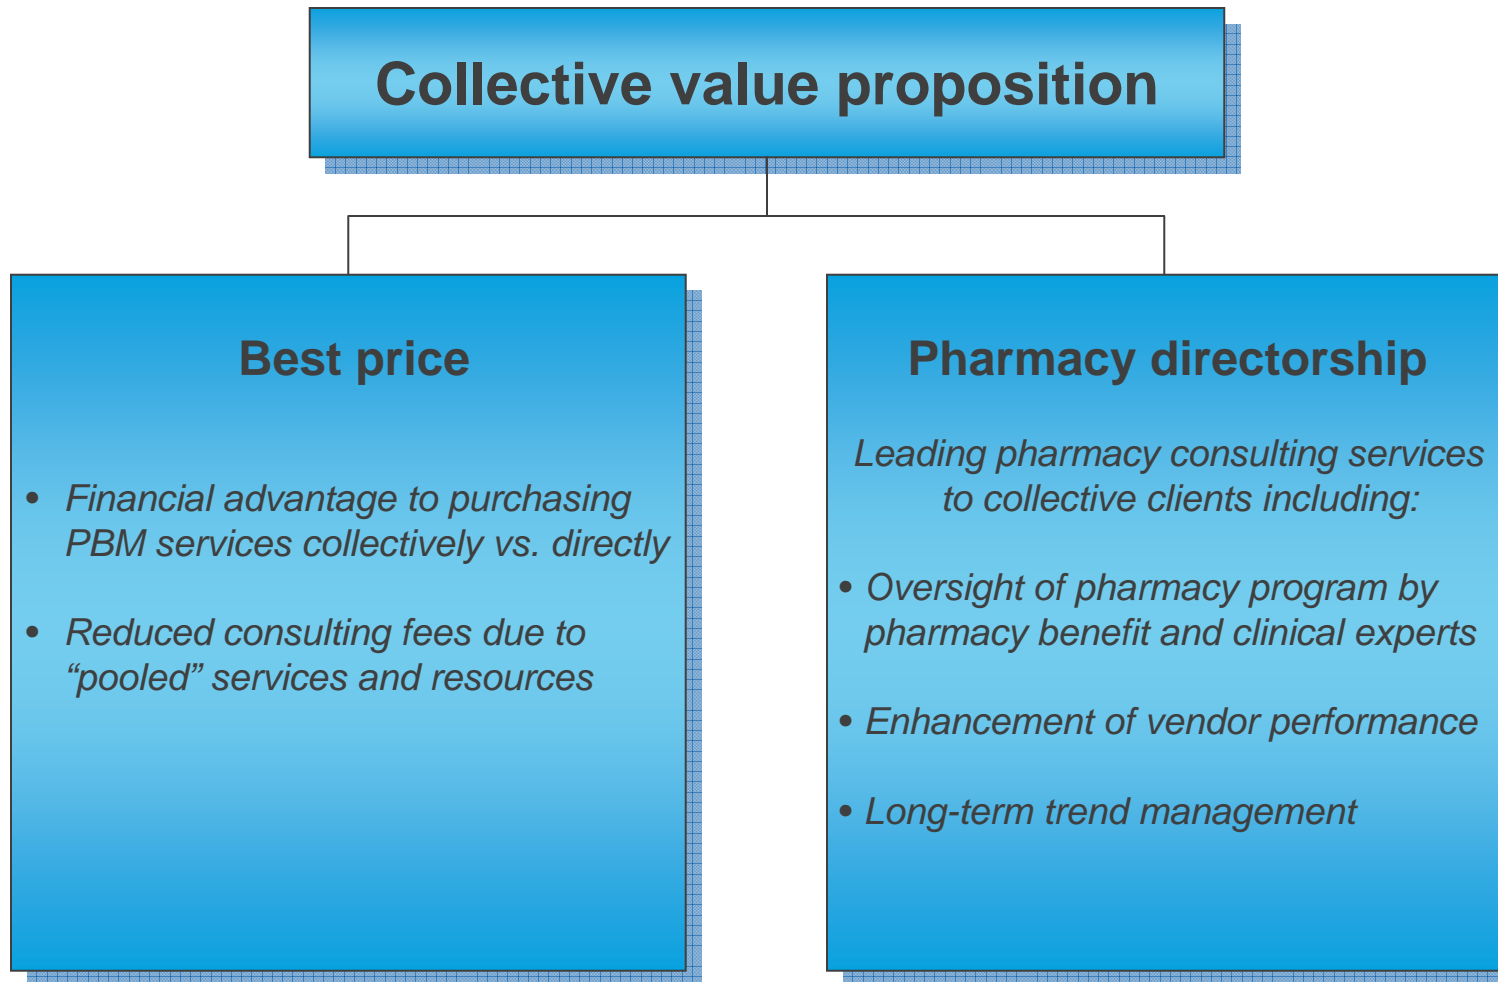 Collective value proposition
Best price
• Financial advantage to purchasing
PBM services collectively vs. directly
• Reduced consulting fees due to
“pooled” services and resources
Pharmacy directorship
Leading pharmacy consulting services
to collective clients including:
• Oversight of pharmacy program by
pharmacy benefit and clinical experts
• Enhancement of vendor performance
• Long-term trend management